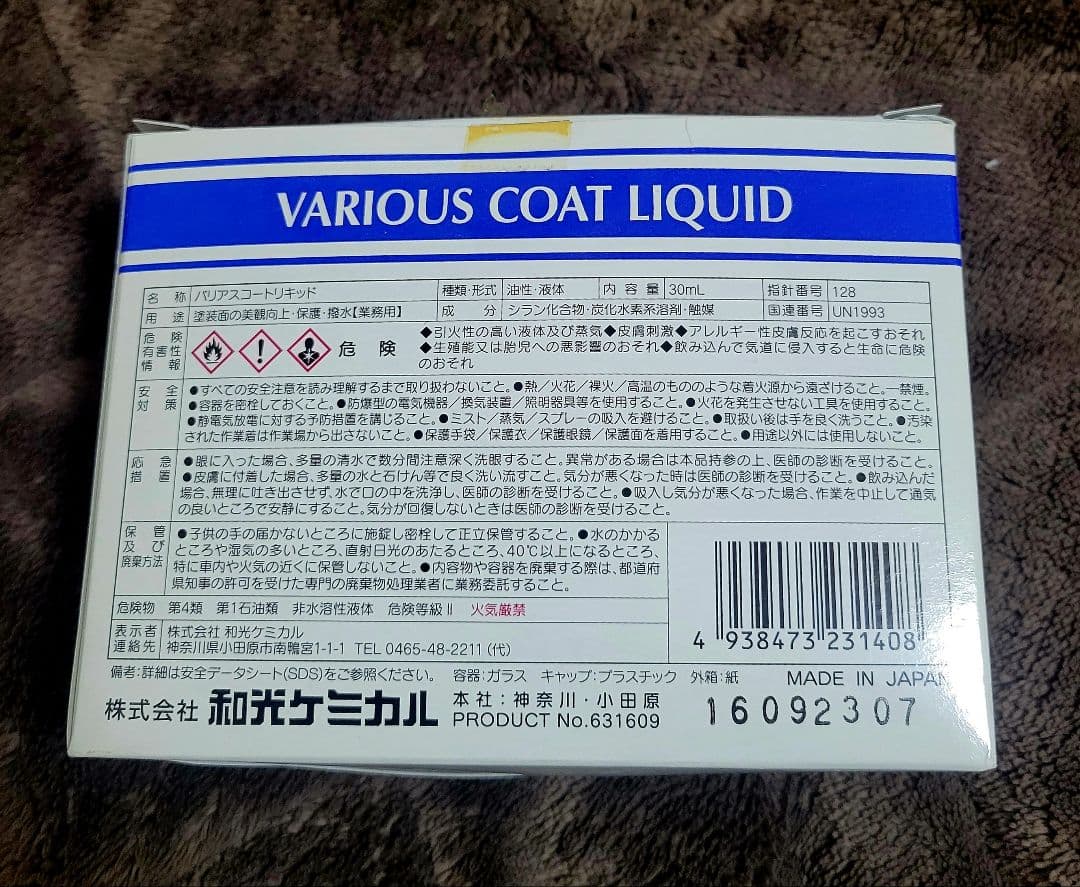 VARIOUS COAT LIQUID
名称 バリアスコートリキッド 種類・形式 油性・液体 内容量 30mL 指針番号 128
用途 塗装面の美観向上・保護・撥水【業務用】 成分 シラン化合物・炭化水素系溶剤・触媒 国連番号 UN1993
危険有害性情報 危険 ◆引火性の高い液体及び蒸気◆皮膚刺激◆アレルギー性皮膚反応を起こすおそれ
◆生殖能又は胎児への悪影響のおそれ◆飲み込んで気道に侵入すると生命に危険
のおそれ
安全対策 ●すべての安全注意を読み理解するまで取り扱わないこと。●熱/火花/裸火/高温のもののような着火源から遠ざけること。一禁煙。
●容器を密栓しておくこと。●防爆型の電気機器/換気装置/照明器具等を使用すること。●火花を発生させない工具を使用すること。
●静電気放電に対する予防措置を講じること。●ミスト/蒸気/スプレーの吸入を避けること。●取扱い後は手を良く洗うこと。●汚染
された作業着は作業場から出さないこと。●保護手袋/保護衣/保護眼鏡/保護面を着用すること。●用途以外には使用しないこと。
応急措置 ●眼に入った場合、多量の清水で数分間注意深く洗眼すること。異常がある場合は本品持参の上、医師の診断を受けること。
●皮膚に付着した場合、多量の水と石けん等で良く洗い流すこと。気分が悪くなった時は医師の診断を受けること。●飲み込んだ
場合、無理に吐き出させず、水で口の中を洗浄し、医師の診断を受けること。●吸入し気分が悪くなった場合、作業を中止して通気
の良いところで安静にすること。気分が回復しないときは医師の診断を受けること。
保管及び廃棄方法 ●子供の手の届かないところに施錠し密栓して正立保管すること。●水のかかる
ところや湿気の多いところ、直射日光のあたるところ、40℃以上になるところ、
特に車内や火気の近くに保管しないこと。●内容物や容器を廃棄する際は、都道府
県知事の許可を受けた専門の廃棄物処理業者に業務委託すること。
危険物 第4類 第1石油類 非水溶性液体 危険等級Ⅱ 火気厳禁
表示者 株式会社 和光ケミカル
連絡先 神奈川県小田原市南鴨宮1-1-1 TEL 0465-48-2211(代)
4 938473 231408
備考:詳細は安全データシート(SDS)をご参照ください。 容器:ガラス キャップ:プラスチック 外箱:紙 MADE IN JAPAN
株式会社 和光ケミカル 本社:神奈川・小田原
PRODUCT No.631609
16092307